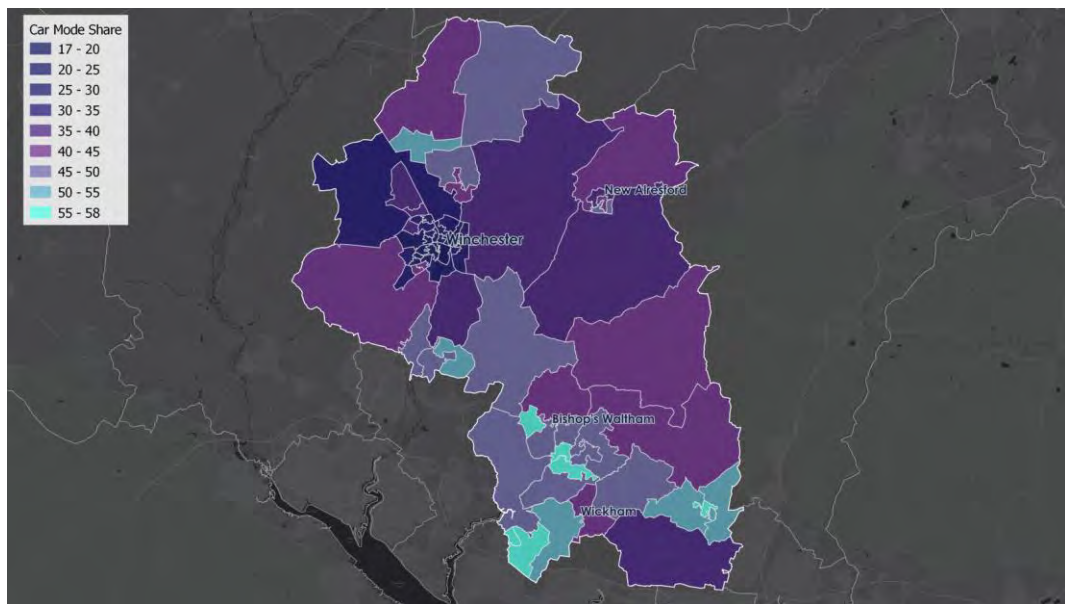 Car Mode Share
17 - 20
20 - 25
25 - 30
30 - 35
35 - 40
40 - 45
45 - 50
50 - 55
55 - 58
New Alresford
Winchester
Bishop's Waltham
Wickham